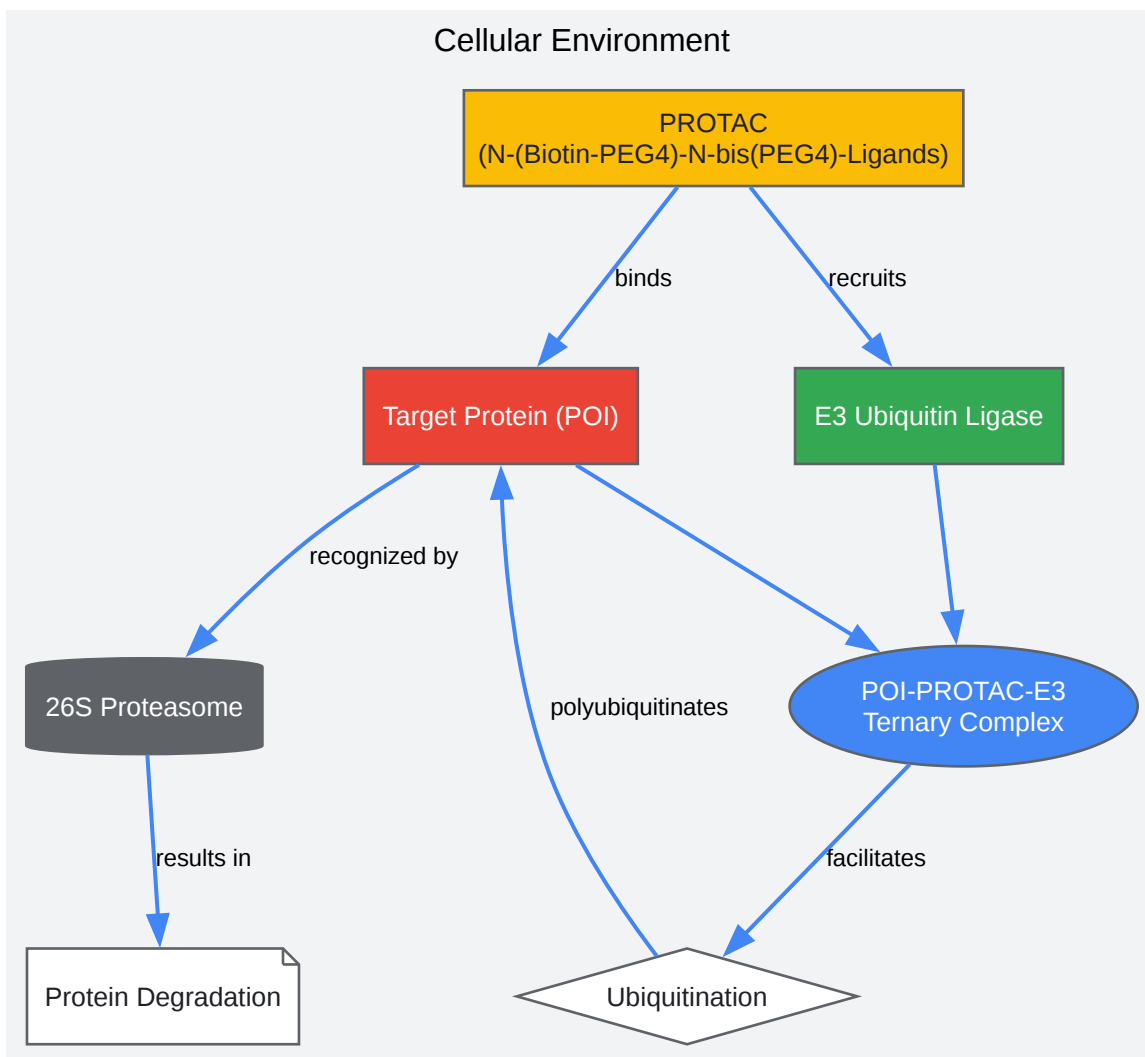 Cellular Environment
PROTAC
(N-(Biotin-PEG4)-N-bis(PEG4)-Ligands)
binds
recruits
Target Protein (POI)
E3 Ubiquitin Ligase
recognized by
26S Proteasome
polyubiquitinates
POI-PROTAC-E3
Ternary Complex
results in
facilitates
Protein Degradation
Ubiquitination